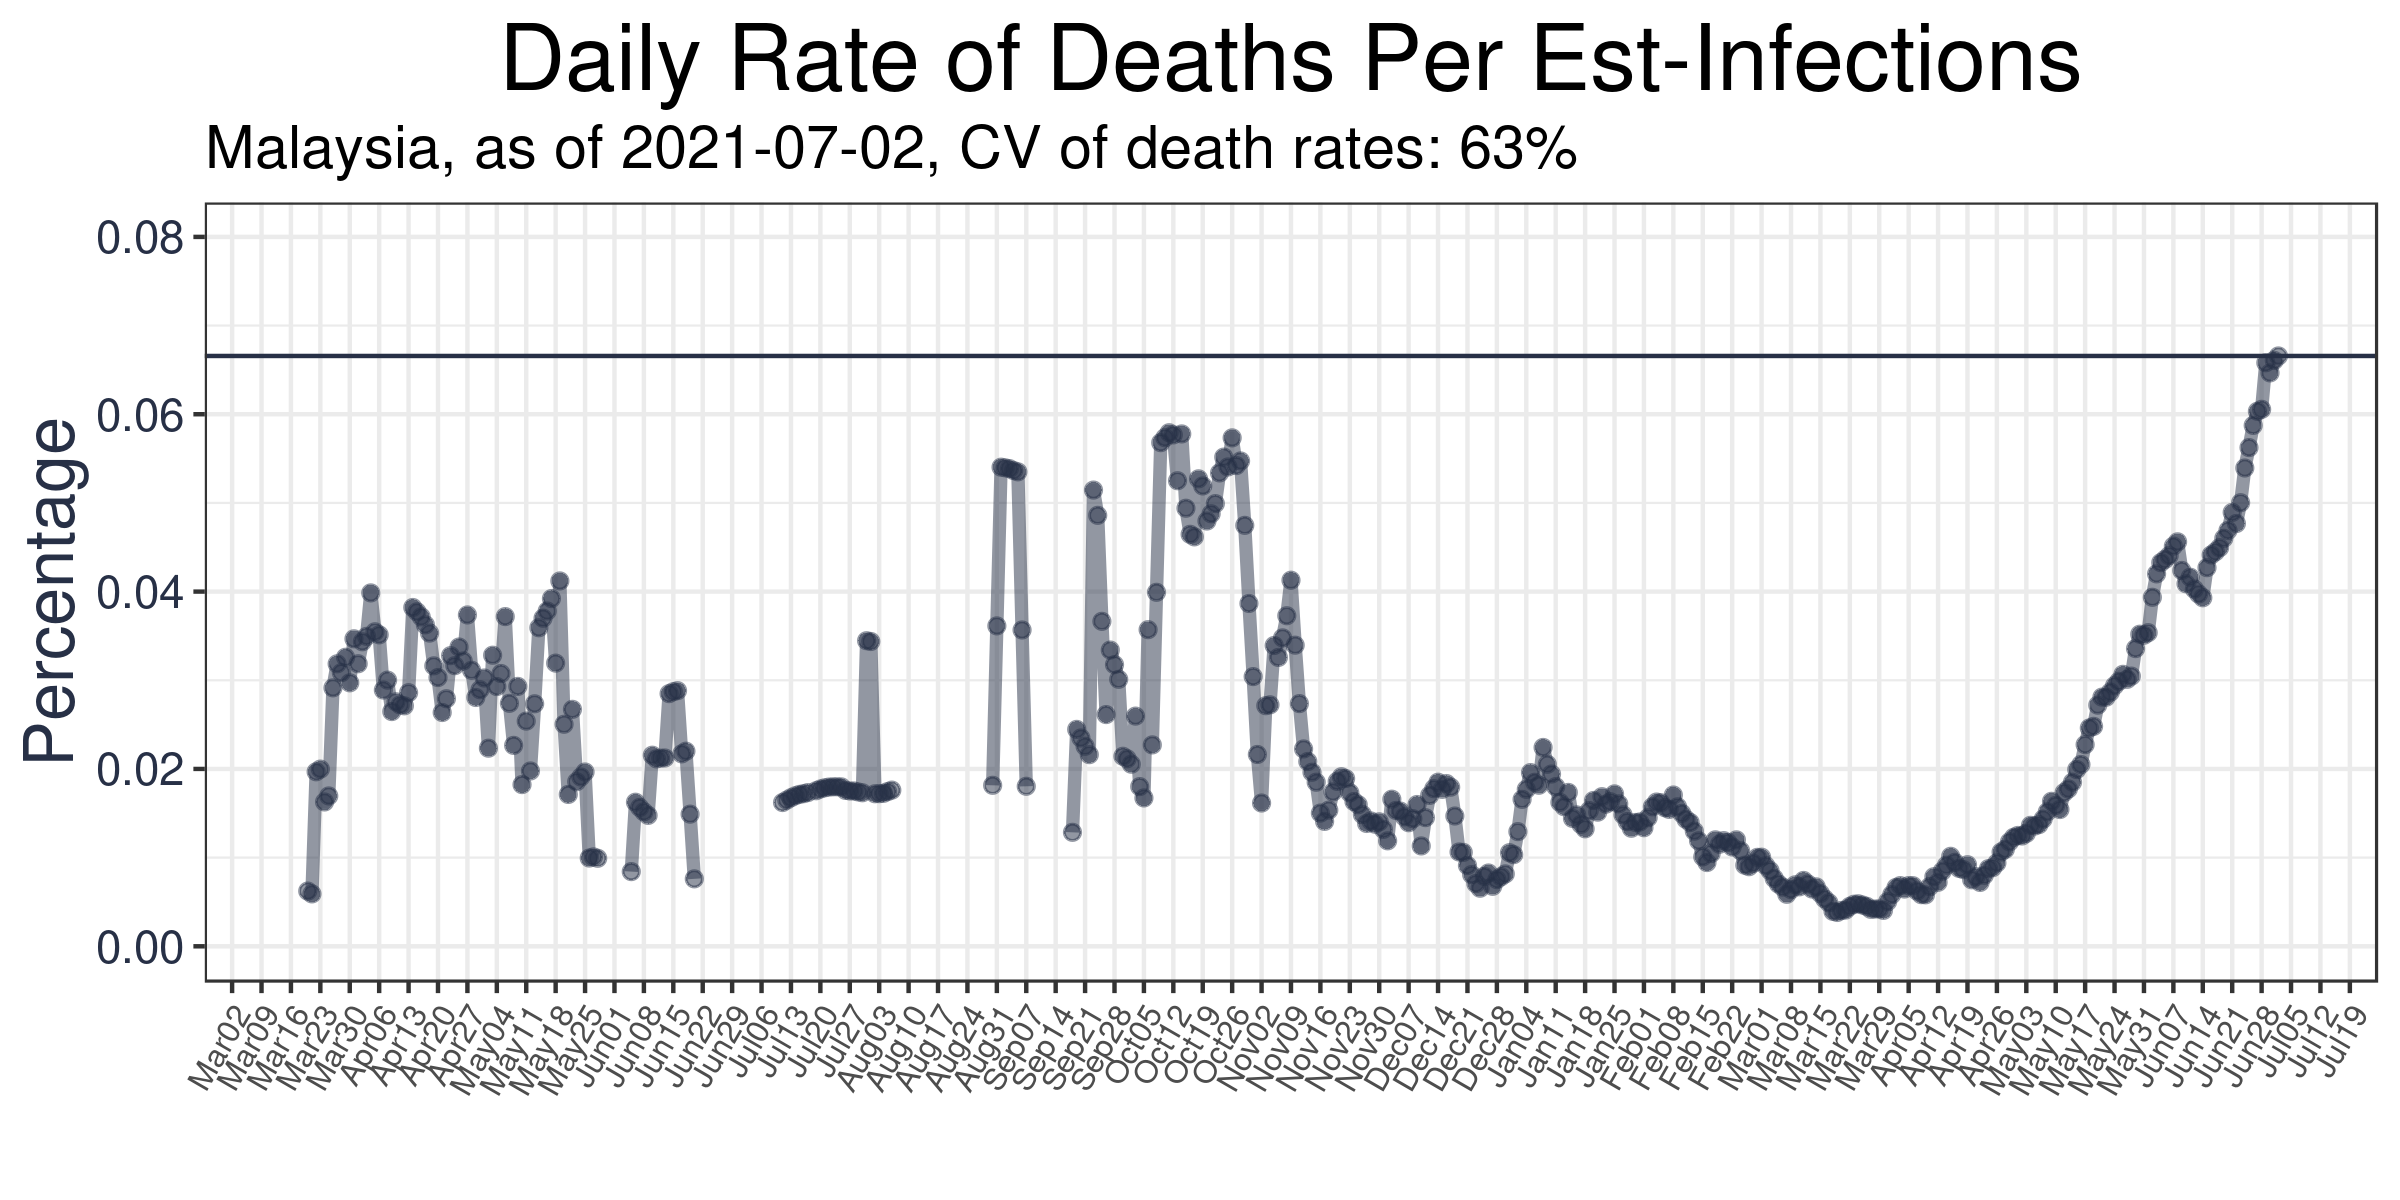 Daily Rate of Deaths Per Est-Infections
Malaysia, as of 2021-07-02, CV of death rates: 63%
Percentage
0.08
0.06
0.04
0.02
0.00
Mar02
Mar09
Mar16
Mar23
Mar30
Apr06
Apr13
Apr20
Apr27
May04
May11
May18
May25
Jun01
Jun08
Jun15
Jun22
Jun29
Jul06
Jul13
Jul20
Jul27
Aug03
Aug10
Aug17
Aug24
Aug31
Sep07
Sep14
Sep21
Sep28
Oct05
Oct12
Oct19
Oct26
Nov02
Nov09
Nov16
Nov23
Nov30
Dec07
Dec14
Dec21
Dec28
Jan04
Jan11
Jan18
Jan25
Feb01
Feb08
Feb15
Feb22
Mar01
Mar08
Mar15
Mar22
Mar29
Apr05
Apr12
Apr19
Apr26
May03
May10
May17
May24
May31
Jun07
Jun14
Jun21
Jun28
Jul05
Jul12
Jul19